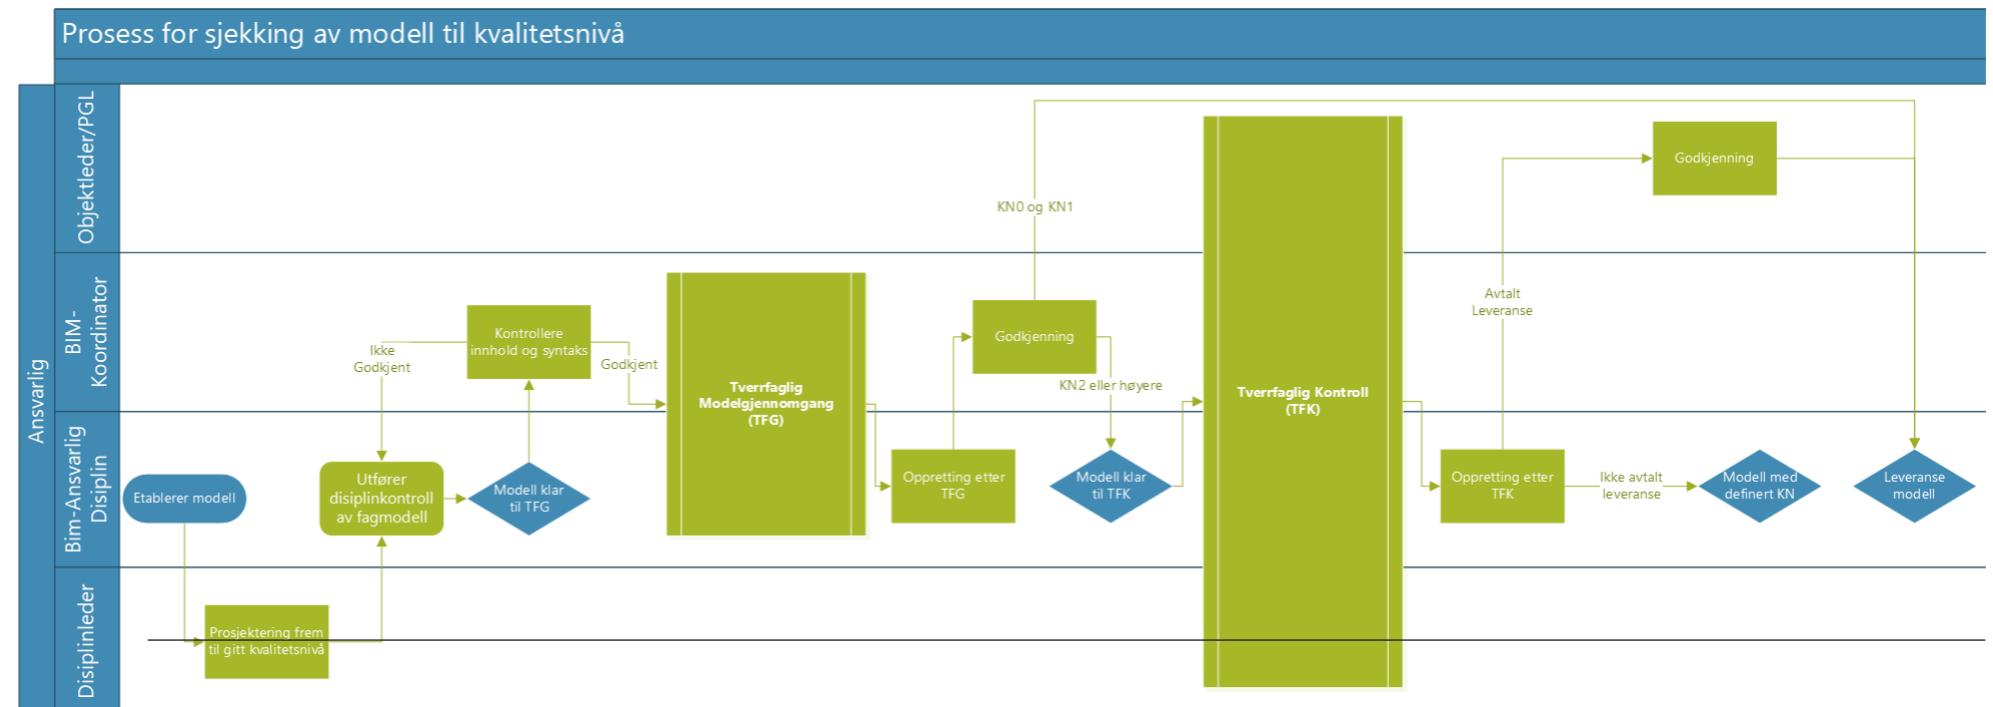 Prosess for sjekking av modell til kvalitetsnivå
Ansvarlig
Objektleder/PGL
BIM-
Koordinator
Bim-Ansvarlig
Disiplin
Disiplinleder
Etablerer modell
Prosjektering frem
til gitt kvalitetsnivå
Utfører
disiplinkontroll
av fagmodell
Ikke
Godkjent
Modell klar
til TFG
Kontrollere
innhold og syntaks
Godkjent
Tverrfaglig
Modelgjennomgang
(TFG)
Oppretting etter
TFG
Godkjenning
KN0 og KN1
KN2 eller høyere
Modell klar
til TFK
Tverrfaglig Kontroll
(TFK)
Oppretting etter
TFK
Avtalt
Leveranse
Godkjenning
Ikke avtalt
leveranse
Modell med
definert KN
Leveranse
modell